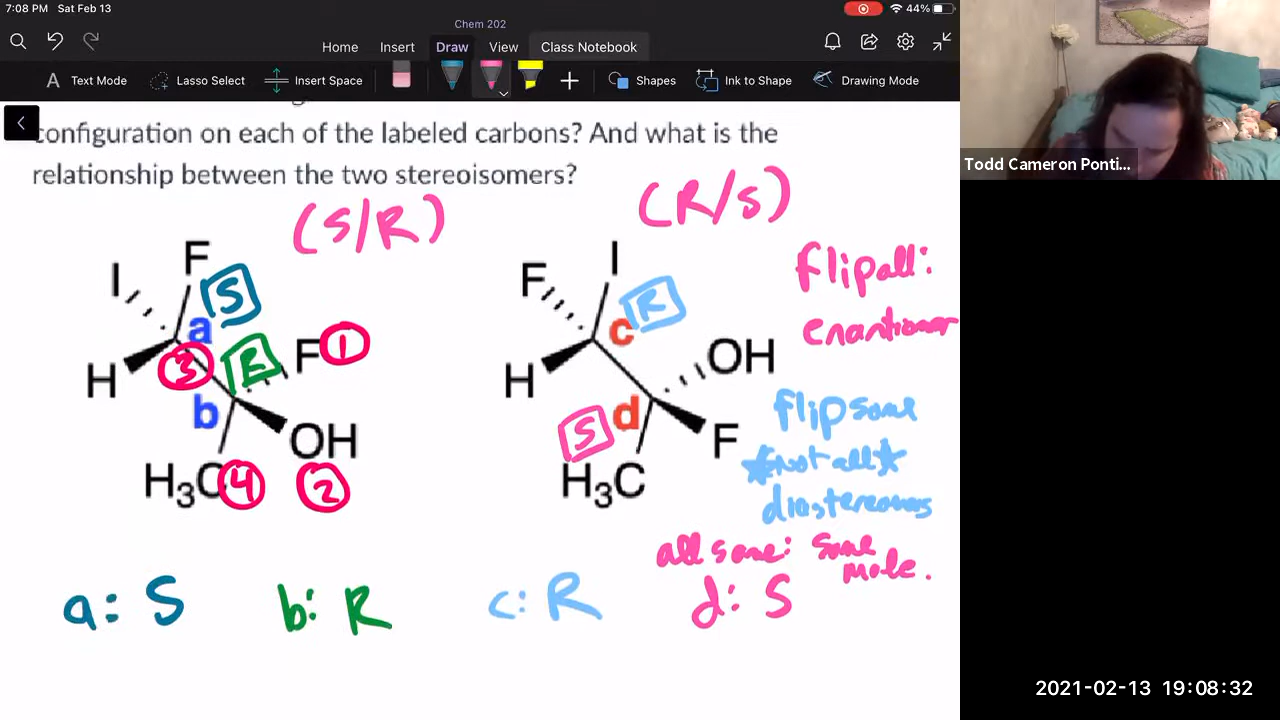 7:08 PM Sat Feb 13
44%
Chem 202
Home Insert Draw View Class Notebook
Text Mode Lasso Select Insert Space Shapes Ink to Shape Drawing Mode
configuration on each of the labeled carbons? And what is the
relationship between the two stereoisomers?
(S/R)
(R/S)
F
I
S
a
H
3
R
F
1
b
OH
H3C
4
2
I
F
R
c
H
OH
S
d
F
H3C
flip all:
enantiomer
flip some
*Not all*
diastereomers
all same: same
mole.
a: S b: R c: R d: S
Todd Cameron Ponti...
2021-02-13 19:08:32